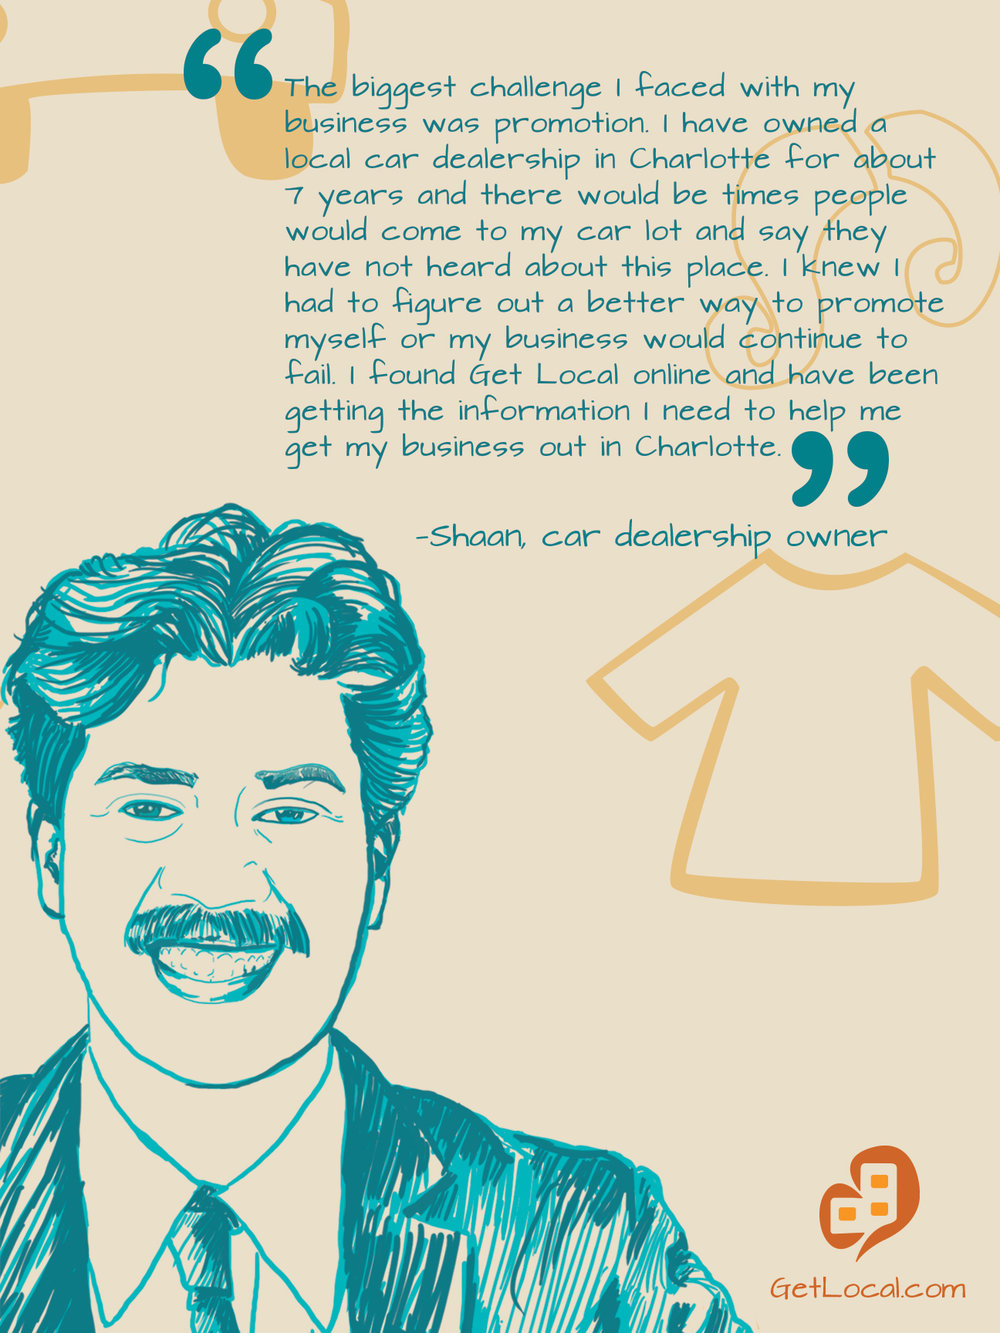 “The biggest challenge I faced with my
business was promotion. I have owned a
local car dealership in Charlotte for about
7 years and there would be times people
would come to my car lot and say they
have not heard about this place. I knew I
had to figure out a better way to promote
myself or my business would continue to
fail. I found Get Local online and have been
getting the information I need to help me
get my business out in Charlotte.”
-Shaan, car dealership owner
GetLocal.com